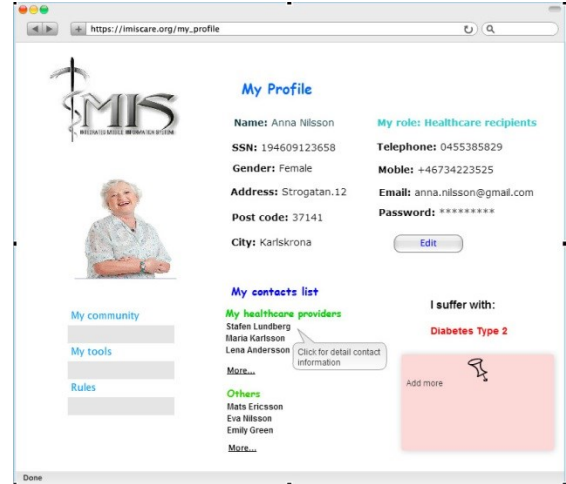 https://imiscare.org/my_profile
IMIS
INTEGRATED MOBILE INFORMATION SYSTEM
My Profile
Name: Anna Nilsson
My role: Healthcare recipients
SSN: 194609123658
Telephone: 0455385829
Gender: Female
Moble: +46734223525
Address: Strogatan.12
Email: anna.nilsson@gmail.com
Post code: 37141
Password: *********
City: Karlskrona
Edit
My contacts list
My healthcare providers
Stafen Lundberg
Maria Karlsson
Lena Andersson
Click for detail contact
information
More...
Others
Mats Ericsson
Eva Nilsson
Emily Green
More...
I suffer with:
Diabetes Type 2
Add more
My community
My tools
Rules
Done